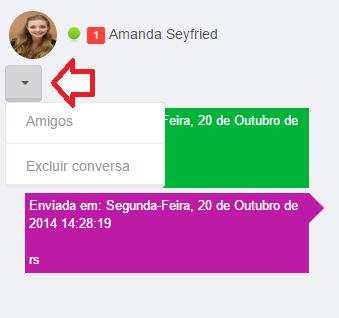 1 Amanda Seyfried
Amigos
Feira, 20 de Outubro de
Excluir conversa
Enviada em: Segunda-Feira, 20 de Outubro de
2014 14:28:19
rs